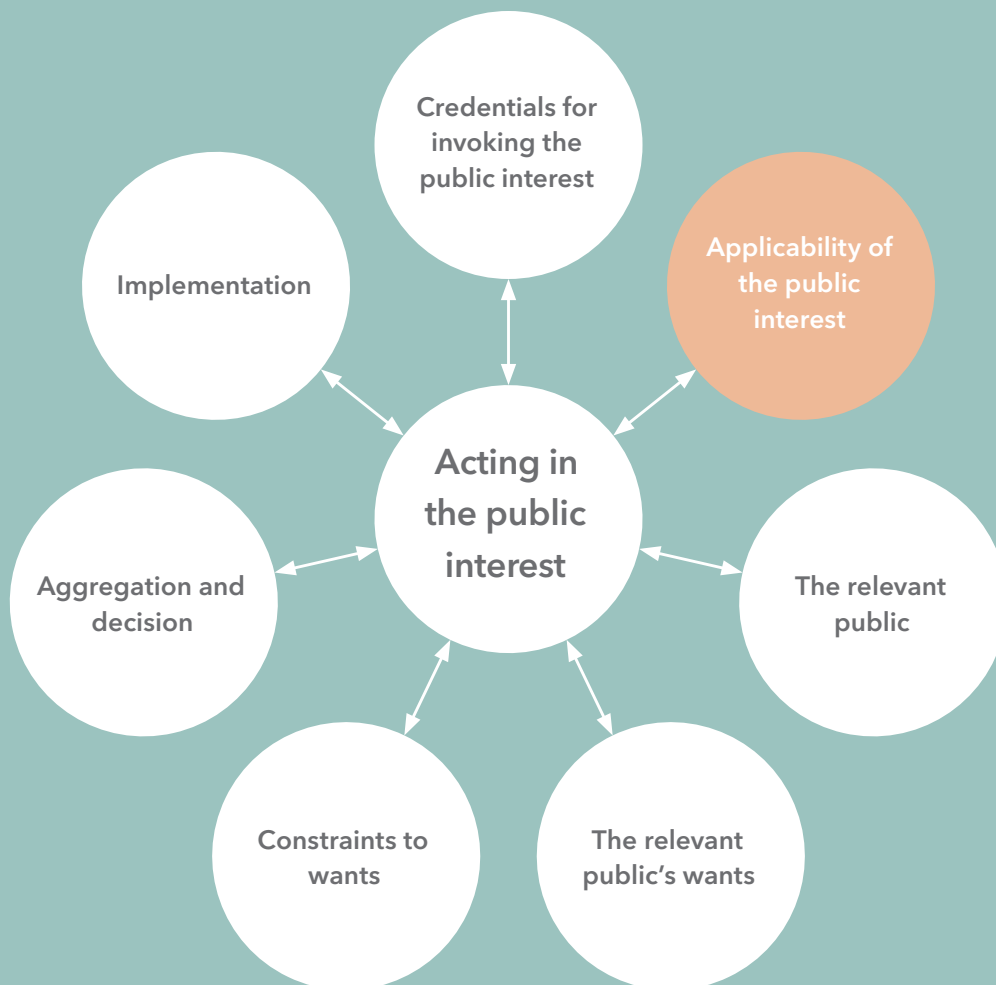 Credentials for
invoking the
public interest
Applicability of
the public
interest
Implementation
Acting in
the public
interest
Aggregation and
decision
The relevant
public
Constraints to
wants
The relevant
public’s wants